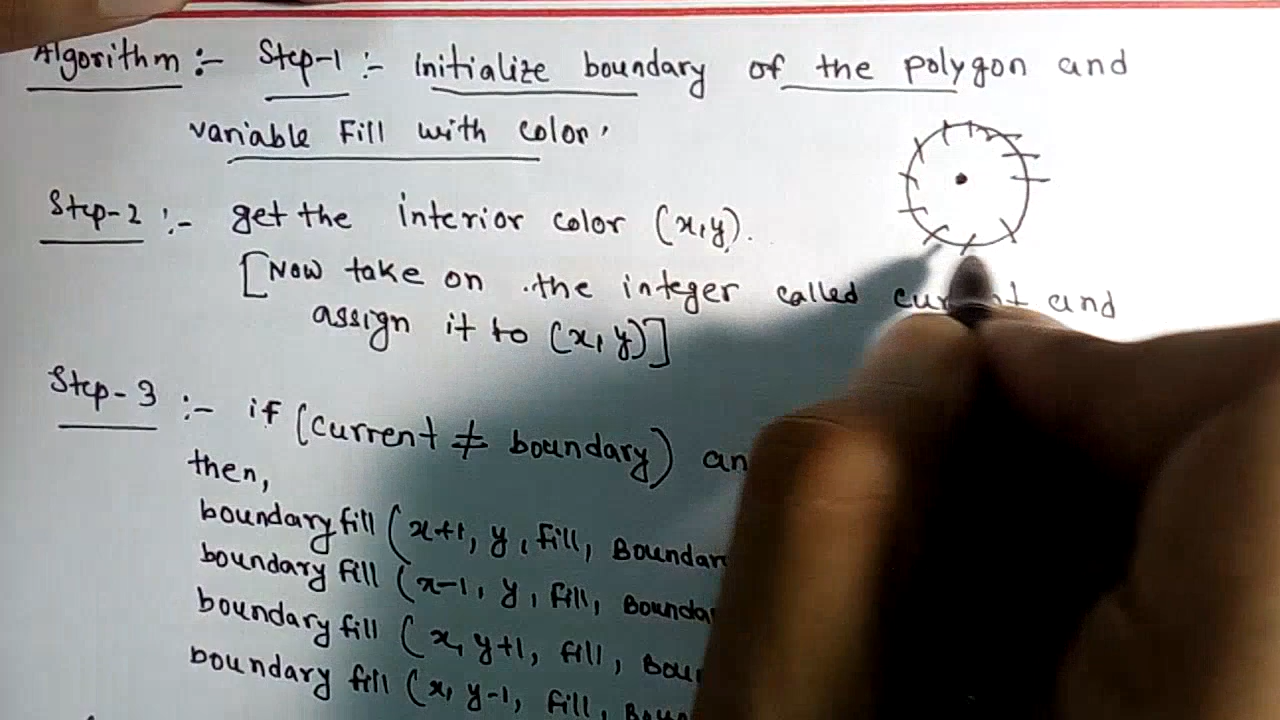 Algorithm :- Step-1 :- Initialize boundary of the polygon and
variable Fill with color.
Step-2 :- get the interior color (x,y).
[Now take on the integer called and
assign it to (x, y)]
Step-3 :- if (current ≠ boundary)
then,
boundary fill (x+1, y, fill,
boundary fill (x-1, y, fill,
boundary fill (x, y+1, fill,
boundary fill (x, y-1, fill,